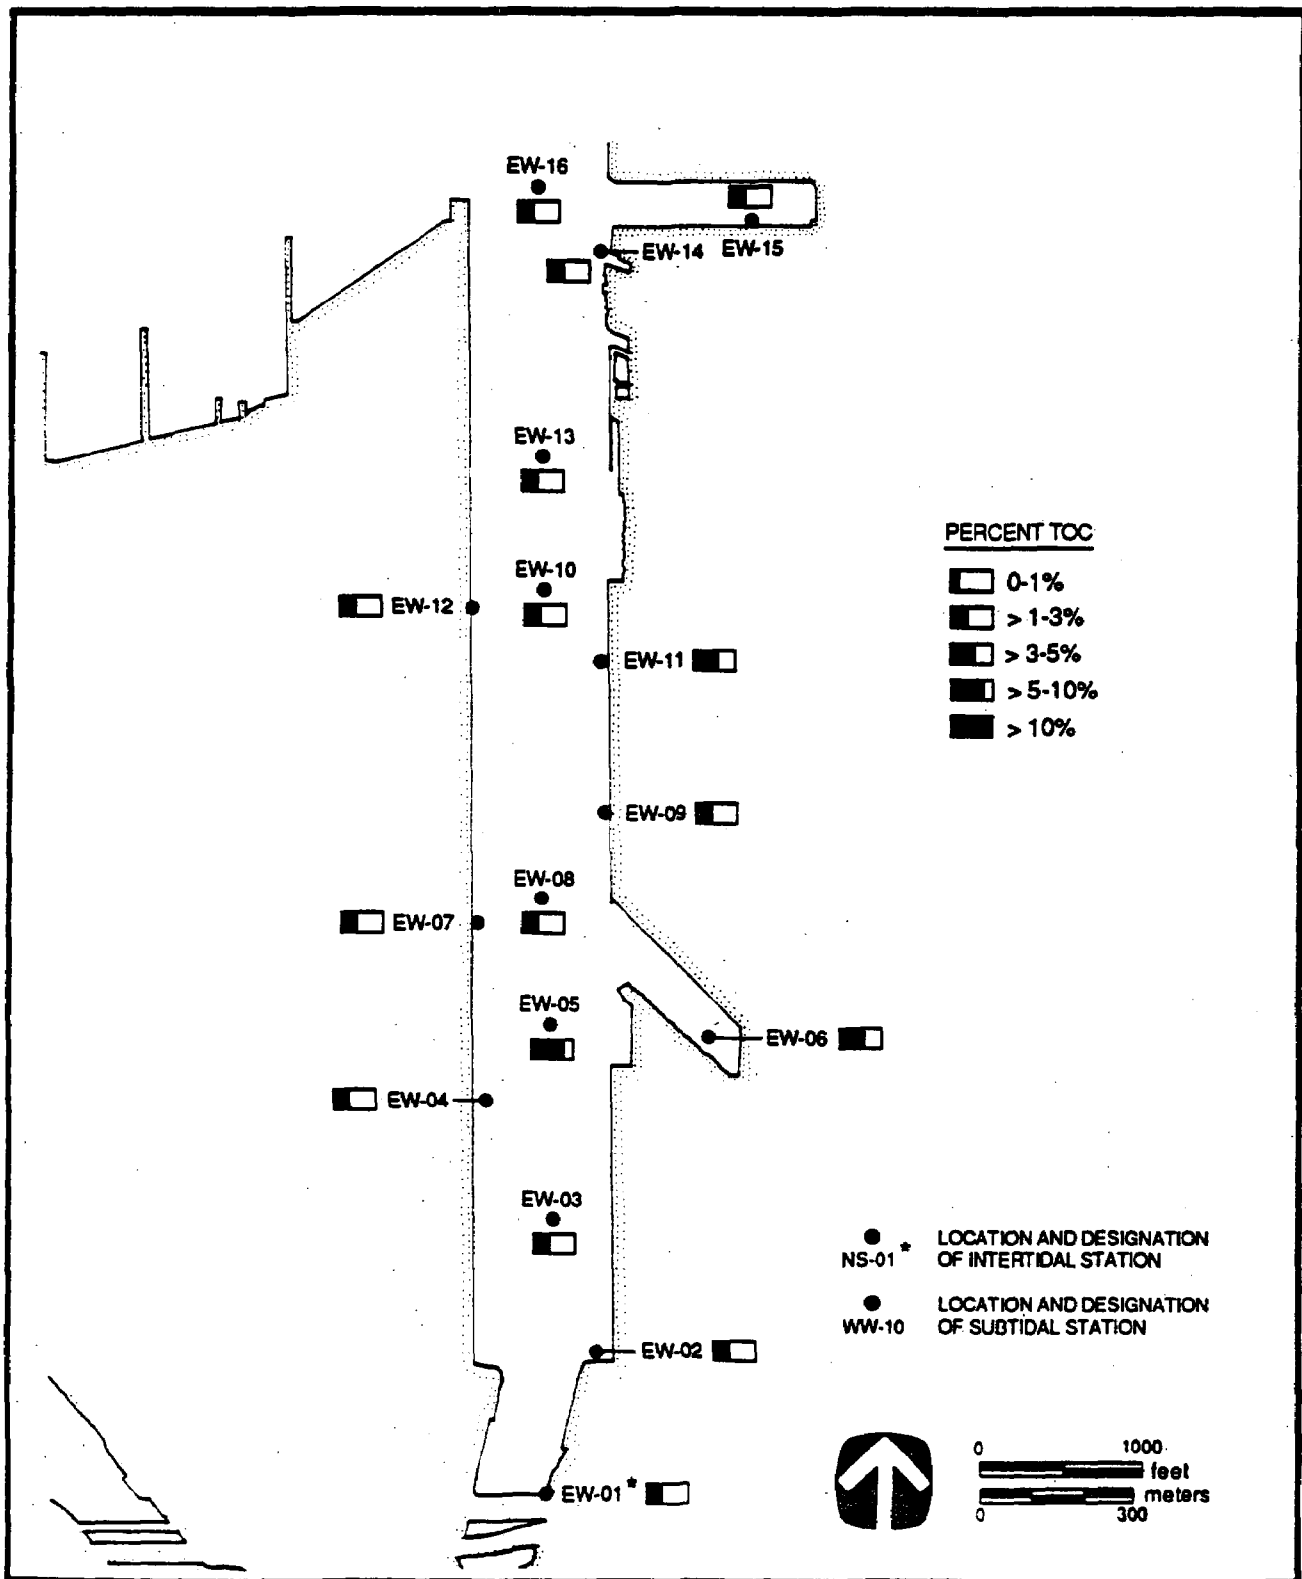 EW-16
EW-14
EW-15
EW-13
EW-10
EW-12
EW-11
EW-09
EW-08
EW-07
EW-05
EW-06
EW-04
EW-03
EW-02
EW-01 *
PERCENT TOC
0-1%
> 1-3%
> 3-5%
> 5-10%
> 10%
NS-01 *
LOCATION AND DESIGNATION
OF INTERTIDAL STATION
WW-10
LOCATION AND DESIGNATION
OF SUBTIDAL STATION
0 1000
feet
meters
0 300